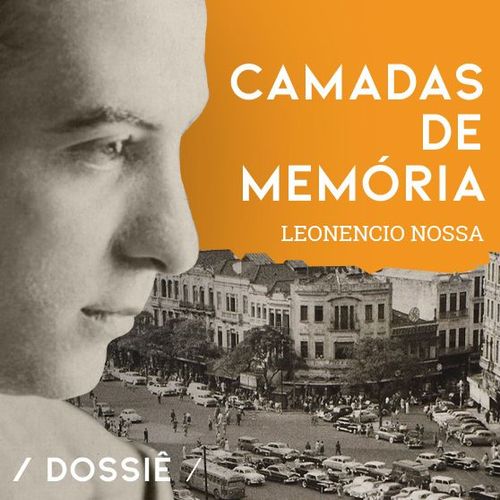 CAMADAS
DE
MEMÓRIA
LEONENCIO NOSSA
/ DOSSIÊ /